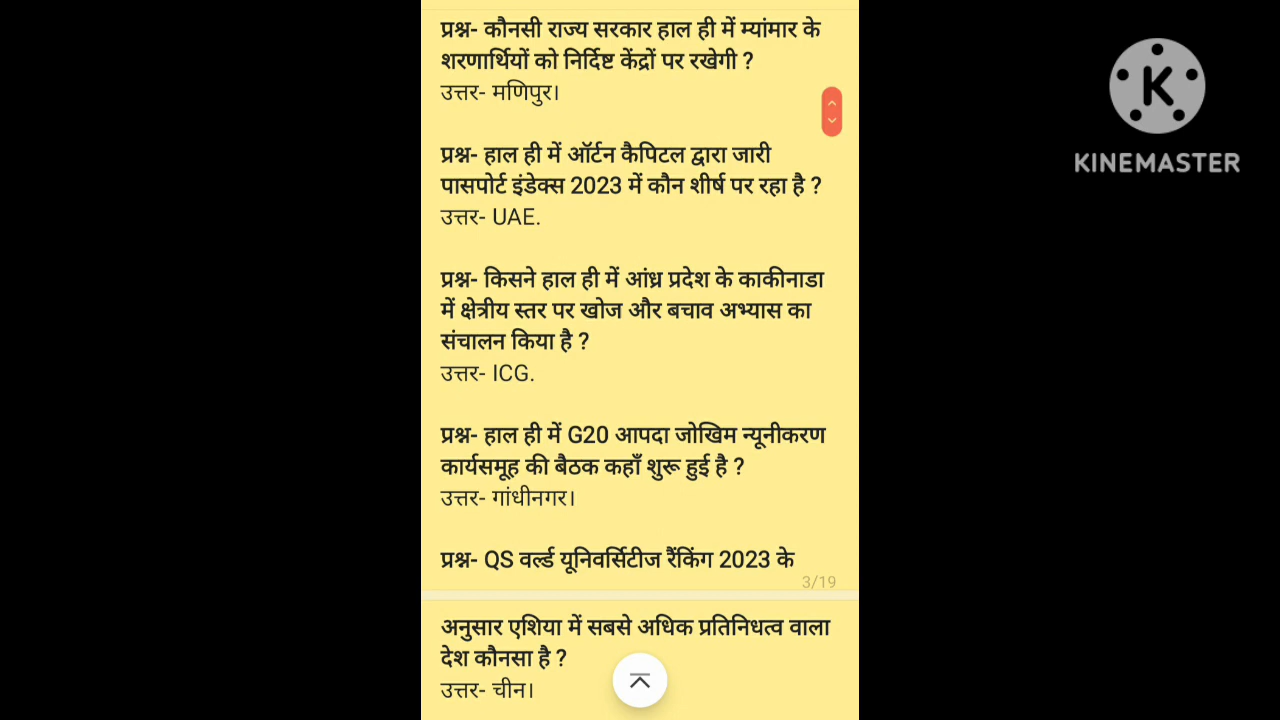 प्रश्न- कौनसी राज्य सरकार हाल ही में म्यांमार के
शरणार्थियों को निर्दिष्ट केंद्रों पर रखेगी ?
उत्तर- मणिपुर।
प्रश्न- हाल ही में ऑर्टन कैपिटल द्वारा जारी
पासपोर्ट इंडेक्स 2023 में कौन शीर्ष पर रहा है ?
उत्तर- UAE.
प्रश्न- किसने हाल ही में आंध्र प्रदेश के काकीनाडा
में क्षेत्रीय स्तर पर खोज और बचाव अभ्यास का
संचालन किया है ?
उत्तर- ICG.
प्रश्न- हाल ही में G20 आपदा जोखिम न्यूनीकरण
कार्यसमूह की बैठक कहाँ शुरू हुई है ?
उत्तर- गांधीनगर।
प्रश्न- QS वर्ल्ड यूनिवर्सिटीज रैंकिंग 2023 के
3/19
अनुसार एशिया में सबसे अधिक प्रतिनिधत्व वाला
देश कौनसा है ?
उत्तर- चीन।
K
KINEMASTER